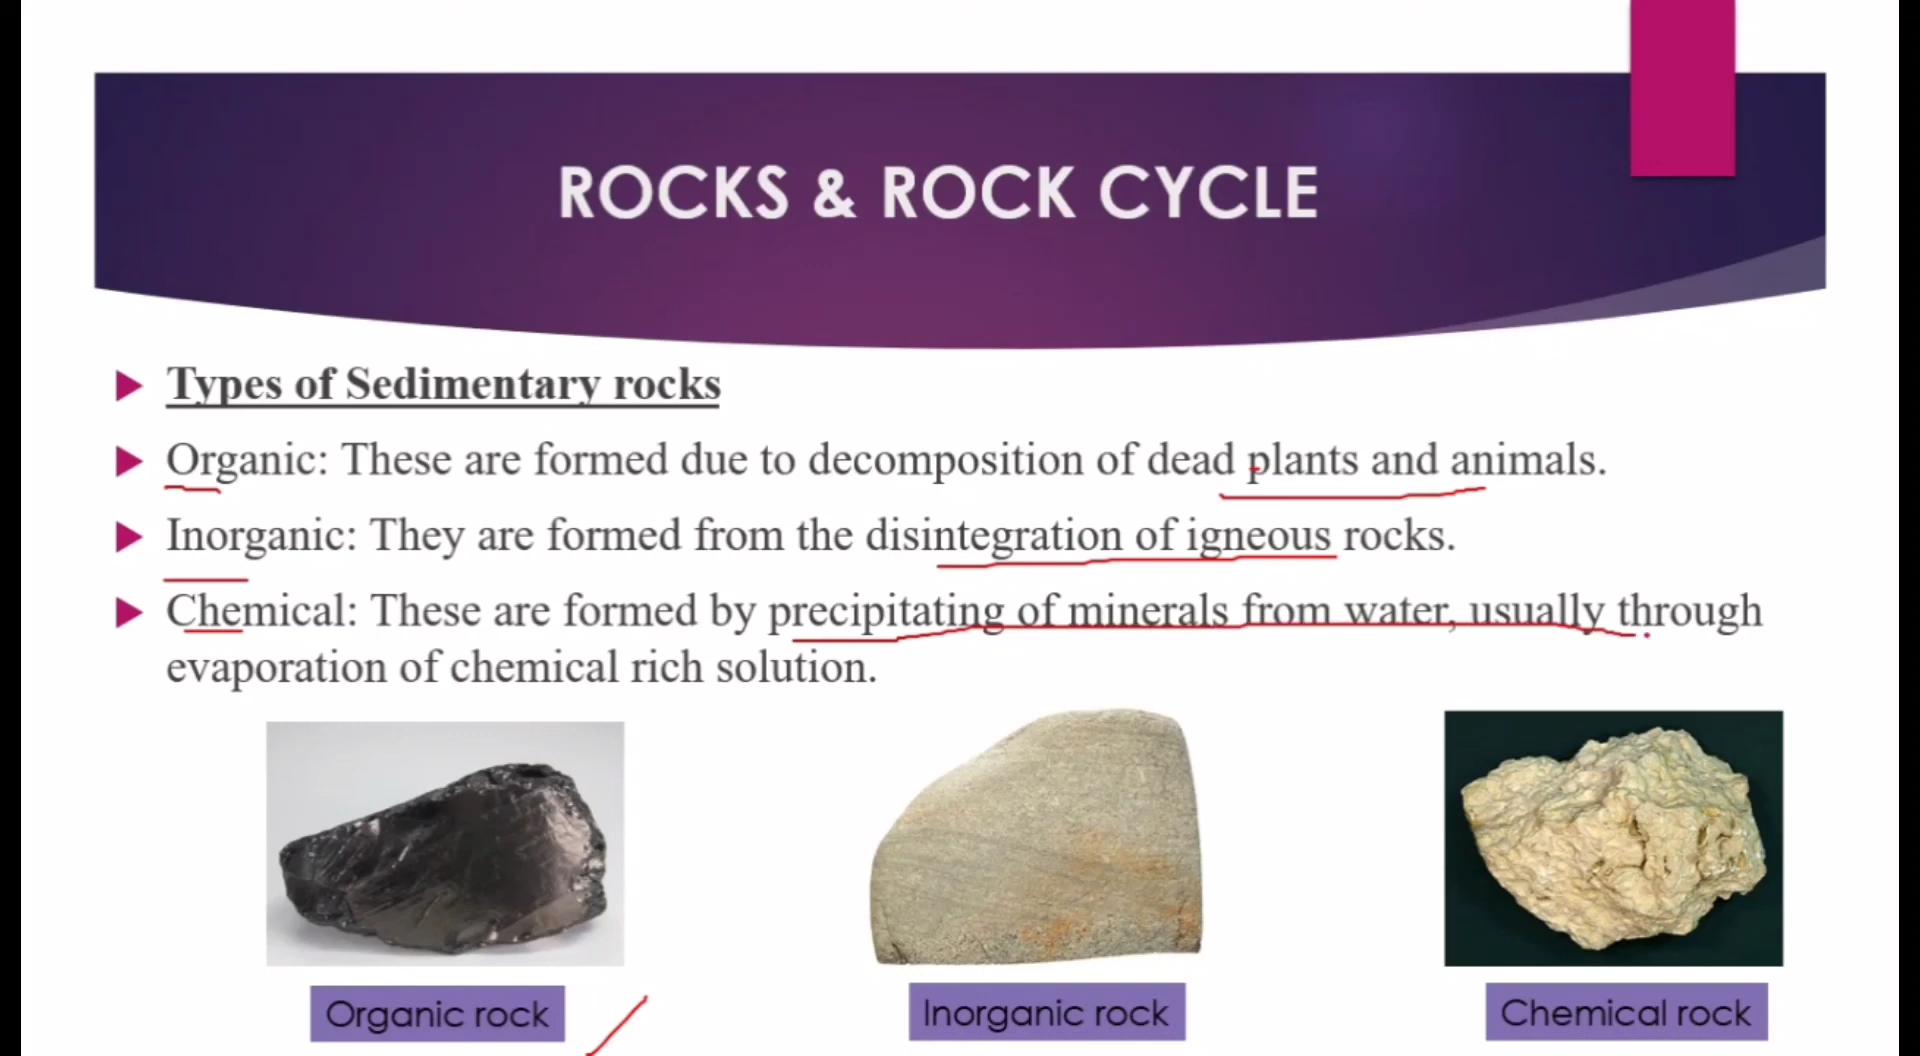 ROCKS & ROCK CYCLE
Types of Sedimentary rocks
Organic: These are formed due to decomposition of dead plants and animals.
Inorganic: They are formed from the disintegration of igneous rocks.
Chemical: These are formed by precipitating of minerals from water, usually through
evaporation of chemical rich solution.
Organic rock
Inorganic rock
Chemical rock